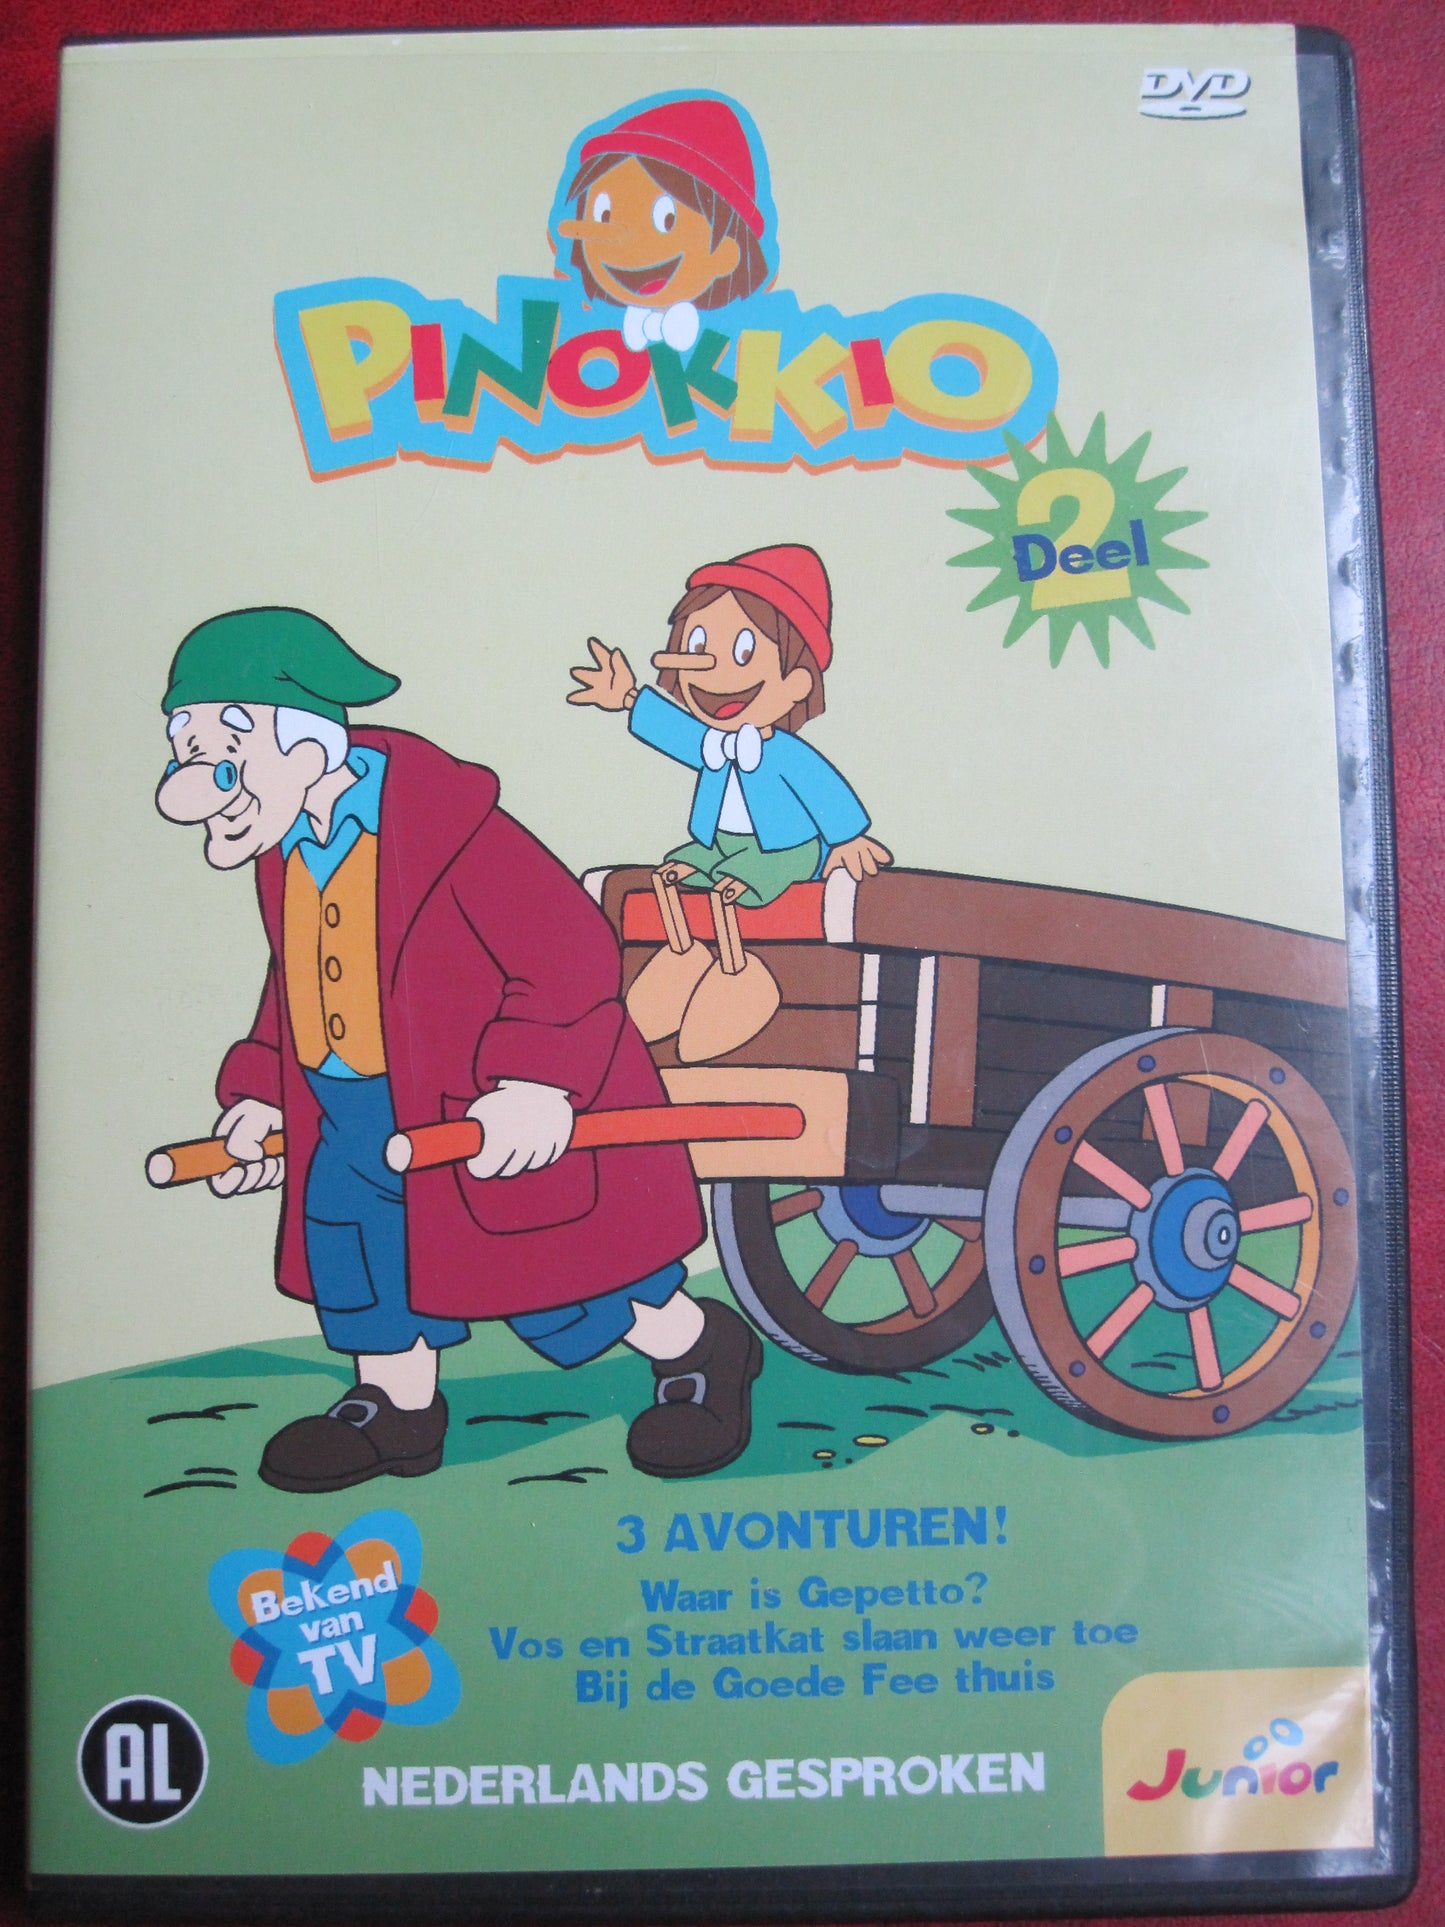 DVD
PINOKKIO
2
Deel
3 AVONTUREN!
Waar is Gepetto?
Vos en Straatkat slaan weer toe
Bij de Goede Fee thuis
Bekend
van
TV
AL
NEDERLANDS GESPROKEN
Junior